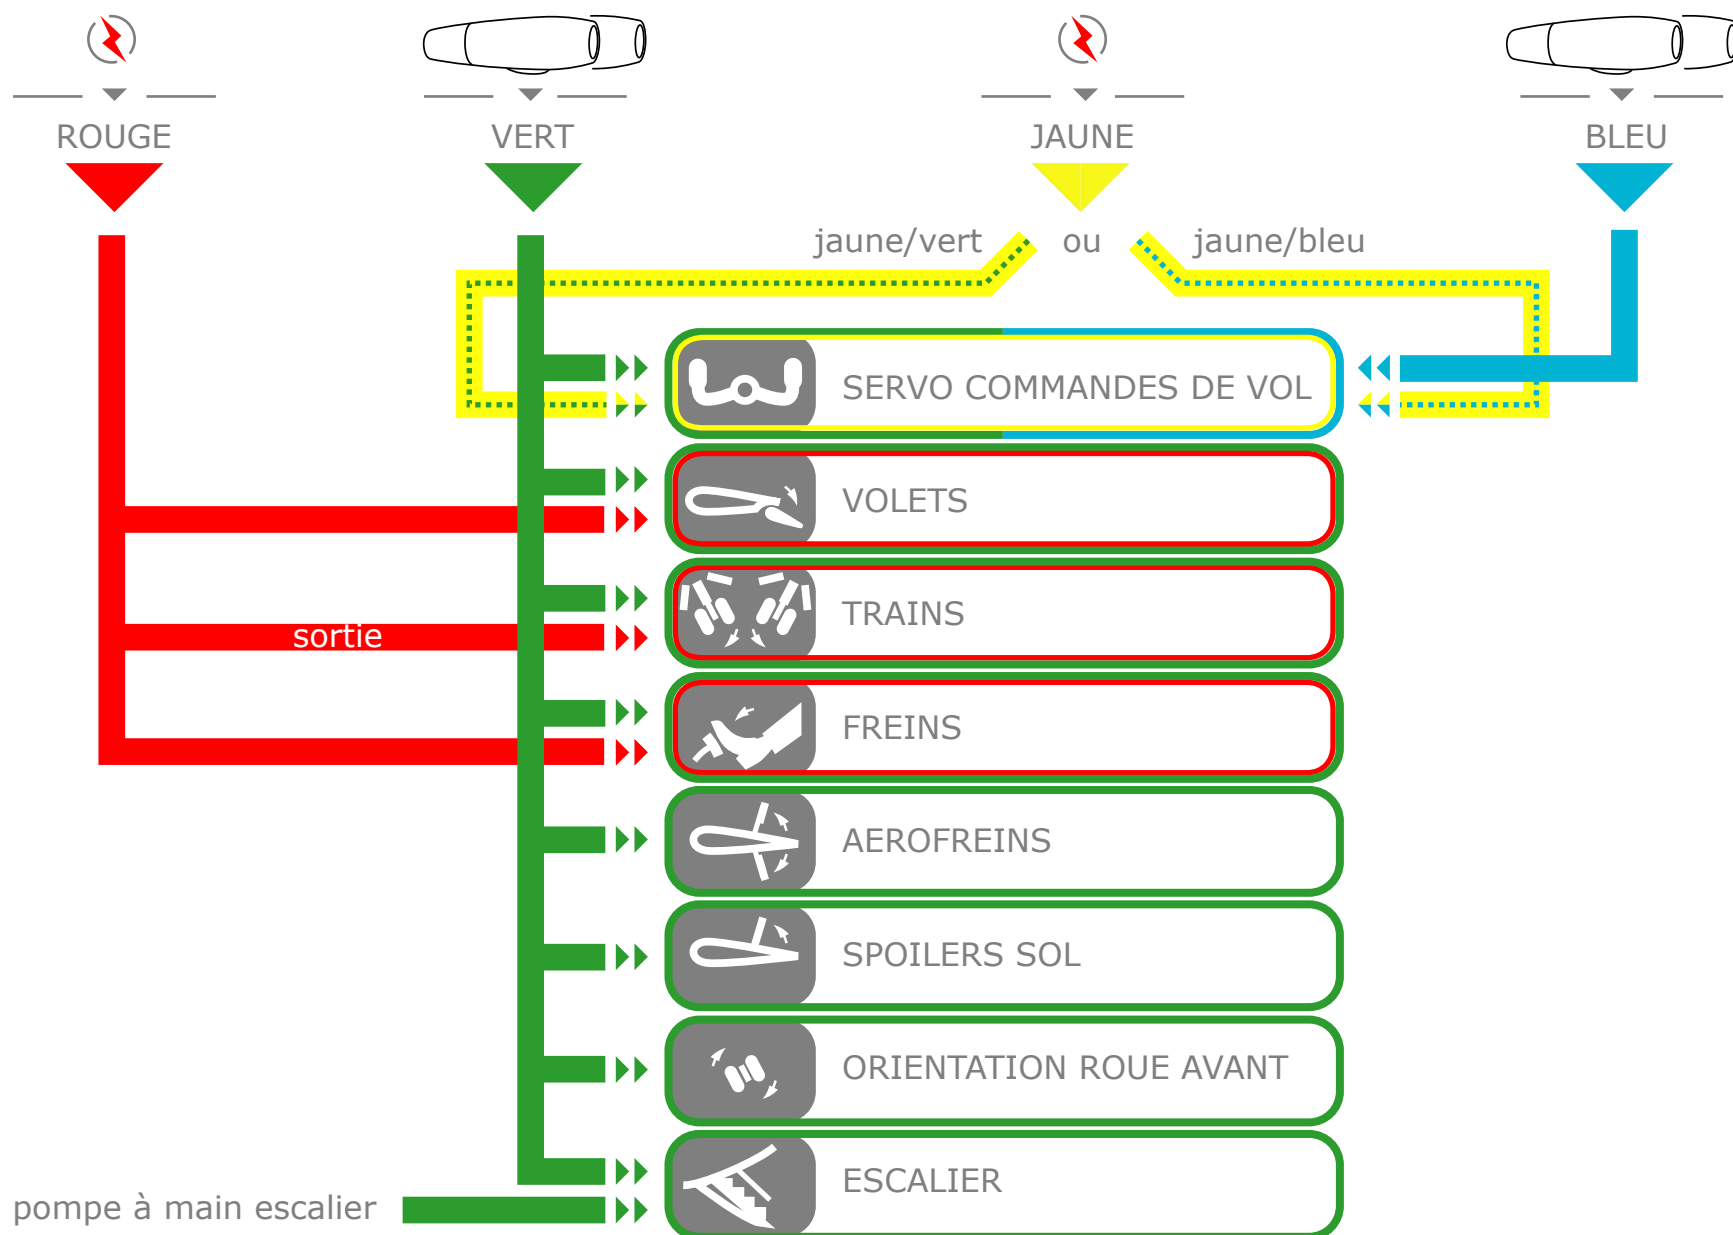 ROUGE
VERT
JAUNE
BLEU
jaune/vert
ou
jaune/bleu
SERVO COMMANDES DE VOL
VOLETS
TRAINS
sortie
FREINS
AEROFREINS
SPOILERS SOL
ORIENTATION ROUE AVANT
ESCALIER
pompe à main escalier